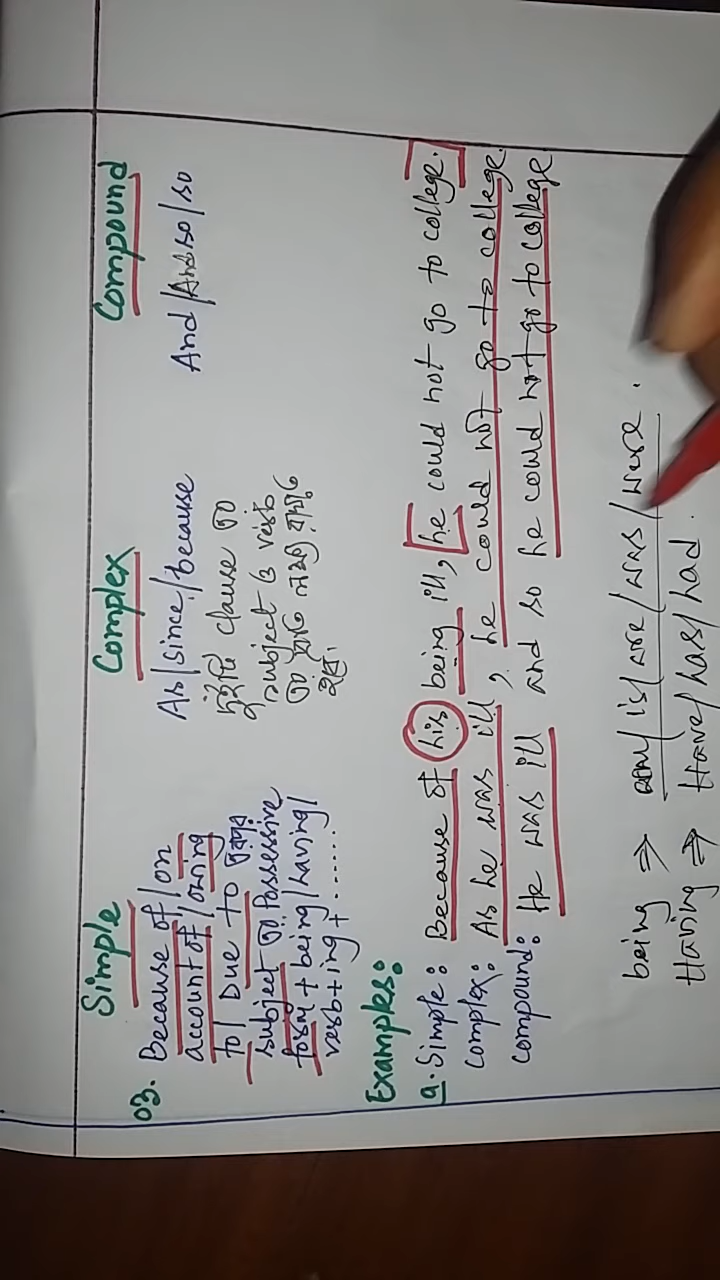 Simple
Complex
Compound
03. Because of/on
account of/owing
to/Due to এরপর
subject এর Possessive
form + being/having/
verb+ing+......
As/since/because
দুইটি clause এর
subject ও verb
হবে.
And/And so/so
Examples:
a. Simple: Because of his being ill, he could not go to college.
Complex: As he was ill, he could not go to college.
Compound: He was ill and so he could not go to college
being ⇒ am/is/are/was/were.
Having ⇒ Have/has/had.